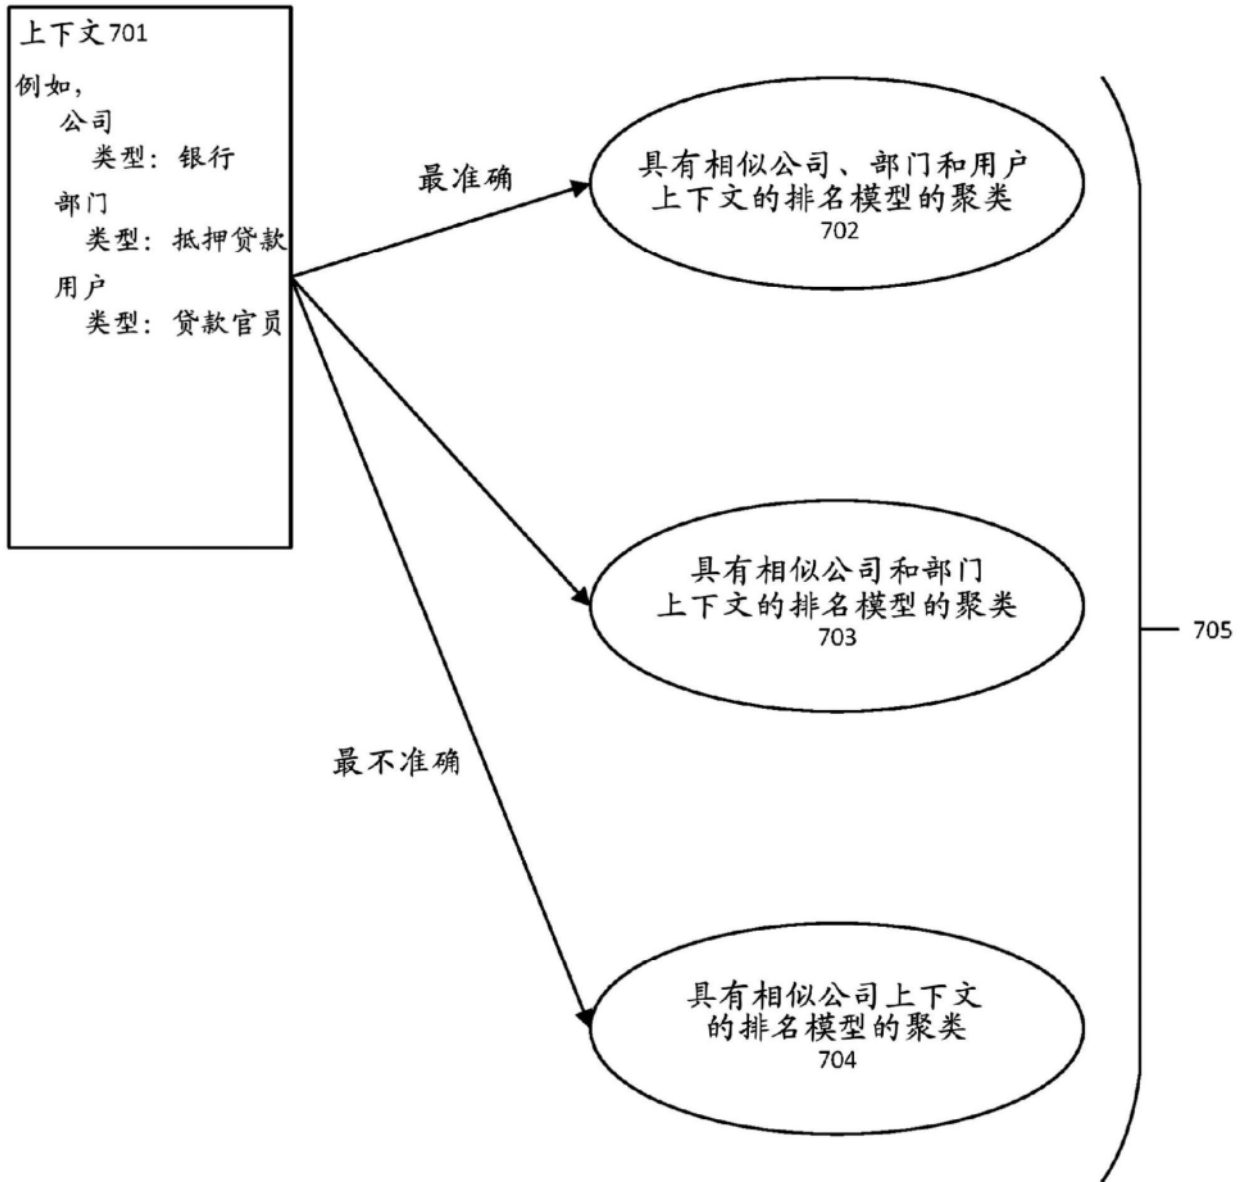 上下文701
例如,
公司
类型：银行
部门
类型：抵押贷款
用户
类型：贷款官员
最准确
具有相似公司、部门和用户
上下文的排名模型的聚类
702
具有相似公司和部门
上下文的排名模型的聚类
703
705
最不准确
具有相似公司上下文
的排名模型的聚类
704